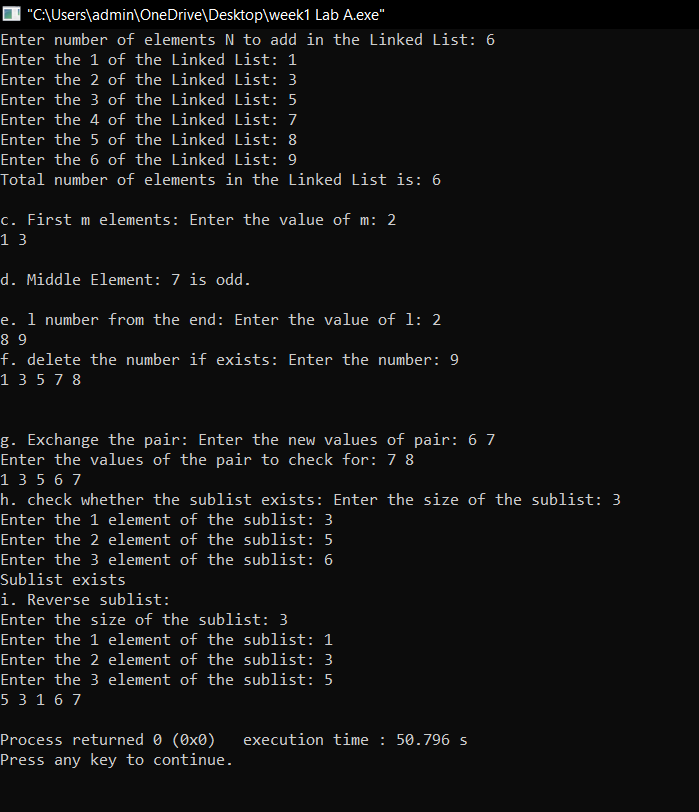 "C:\Users\admin\OneDrive\Desktop\week1 Lab A.exe"
Enter number of elements N to add in the Linked List: 6
Enter the 1 of the Linked List: 1
Enter the 2 of the Linked List: 3
Enter the 3 of the Linked List: 5
Enter the 4 of the Linked List: 7
Enter the 5 of the Linked List: 8
Enter the 6 of the Linked List: 9
Total number of elements in the Linked List is: 6
c. First m elements: Enter the value of m: 2
1 3
d. Middle Element: 7 is odd.
e. l number from the end: Enter the value of l: 2
8 9
f. delete the number if exists: Enter the number: 9
1 3 5 7 8
g. Exchange the pair: Enter the new values of pair: 6 7
Enter the values of the pair to check for: 7 8
1 3 5 6 7
h. check whether the sublist exists: Enter the size of the sublist: 3
Enter the 1 element of the sublist: 3
Enter the 2 element of the sublist: 5
Enter the 3 element of the sublist: 6
Sublist exists
i. Reverse sublist:
Enter the size of the sublist: 3
Enter the 1 element of the sublist: 1
Enter the 2 element of the sublist: 3
Enter the 3 element of the sublist: 5
5 3 1 6 7
Process returned 0 (0x0)   execution time : 50.796 s
Press any key to continue.